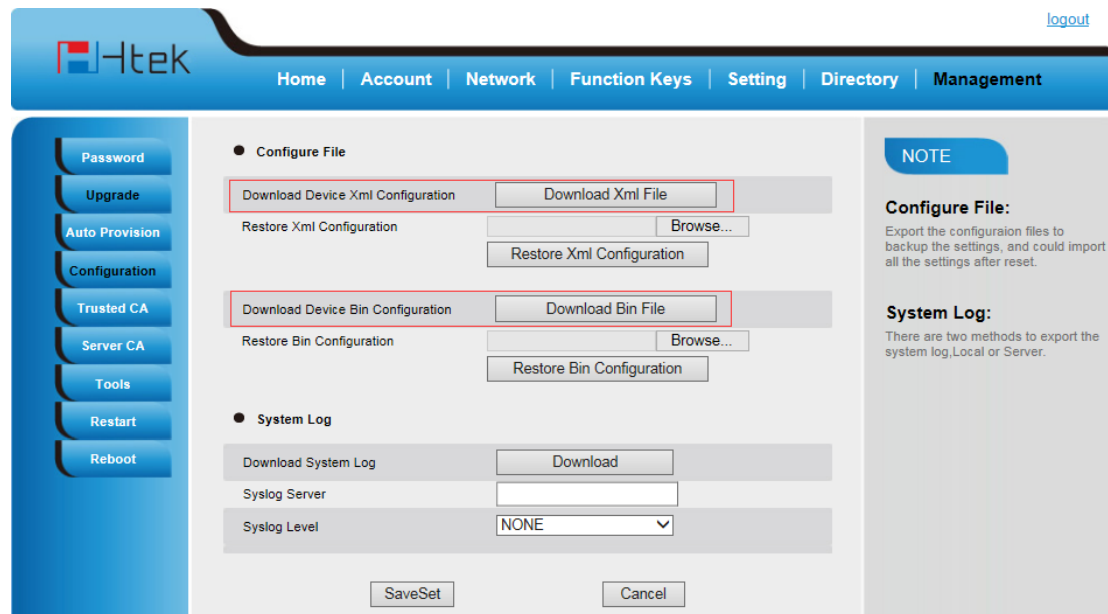 logout
Htek
Home | Account | Network | Function Keys | Setting | Directory | Management
Password
Upgrade
Auto Provision
Configuration
Trusted CA
Server CA
Tools
Restart
Reboot
Configure File
Download Device Xml Configuration Download Xml File
Restore Xml Configuration Browse...
Restore Xml Configuration
Download Device Bin Configuration Download Bin File
Restore Bin Configuration Browse...
Restore Bin Configuration
System Log
Download System Log Download
Syslog Server
Syslog Level NONE
SaveSet Cancel
NOTE
Configure File:
Export the configuraion files to
backup the settings, and could import
all the settings after reset.
System Log:
There are two methods to export the
system log,Local or Server.